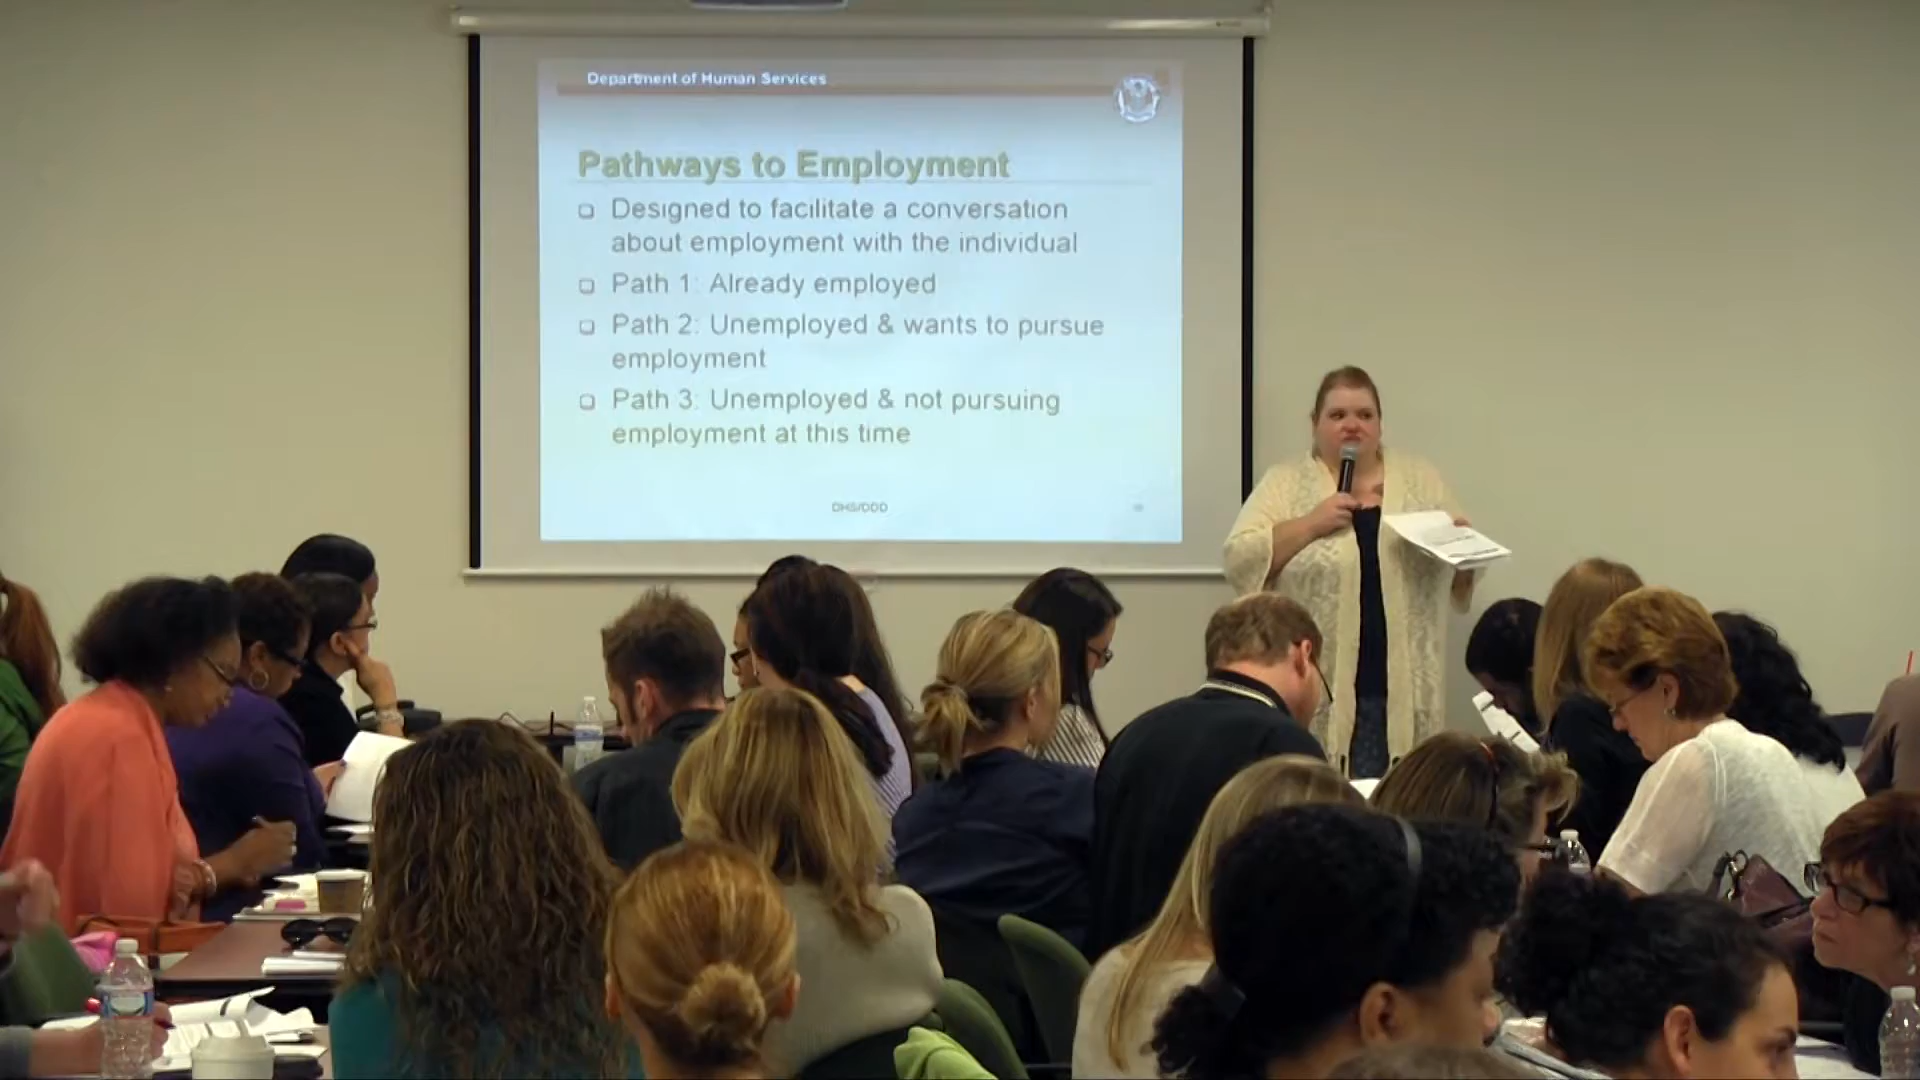 Department of Human Services
Pathways to Employment
Designed to facilitate a conversation
about employment with the individual
Path 1: Already employed
Path 2: Unemployed & wants to pursue
employment
Path 3: Unemployed & not pursuing
employment at this time
DHS/DDD